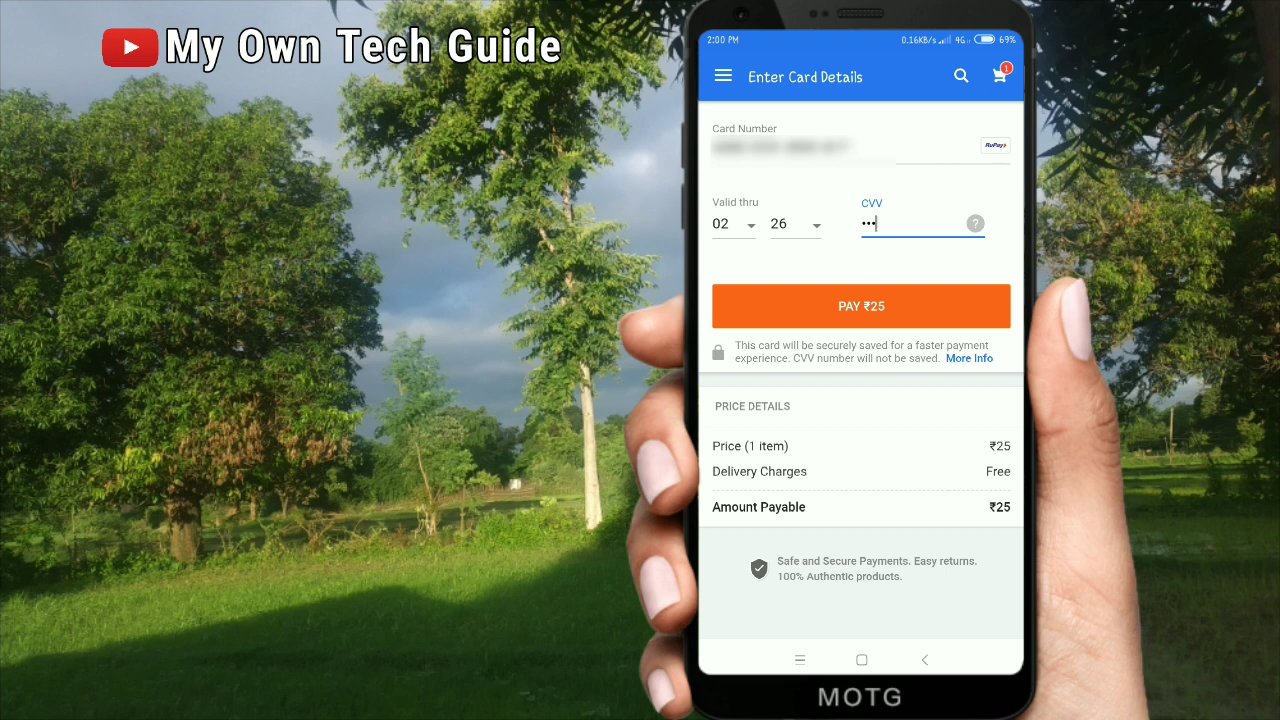 My Own Tech Guide
2:00 PM 0.16KB/s 4G 69%
Enter Card Details 1
Card Number
RuPay
Valid thru CVV
02 26 ••• ?
PAY ₹25
This card will be securely saved for a faster payment
experience. CVV number will not be saved. More Info
PRICE DETAILS
Price (1 item) ₹25
Delivery Charges Free
Amount Payable ₹25
Safe and Secure Payments. Easy returns.
100% Authentic products.
MOTG